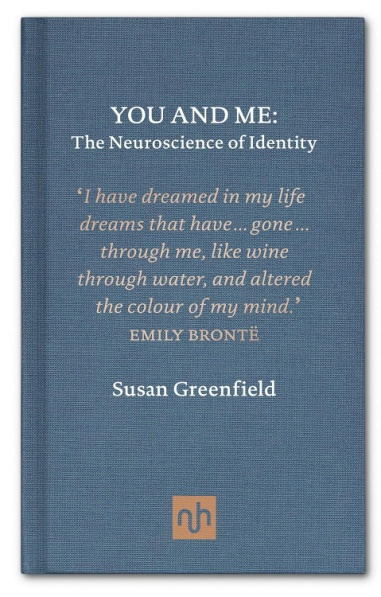 YOU AND ME:
The Neuroscience of Identity
‘I have dreamed in my life
dreams that have... gone...
through me, like wine
through water, and altered
the colour of my mind.’
EMILY BRONTË
Susan Greenfield
nh